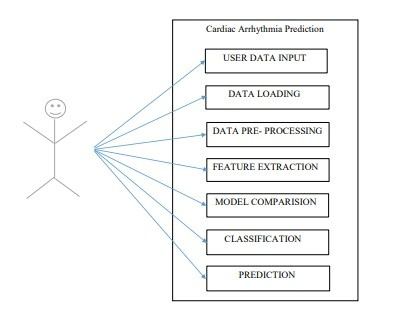 Cardiac Arrhythmia Prediction
USER DATA INPUT
DATA LOADING
DATA PRE- PROCESSING
FEATURE EXTRACTION
MODEL COMPARISION
CLASSIFICATION
PREDICTION